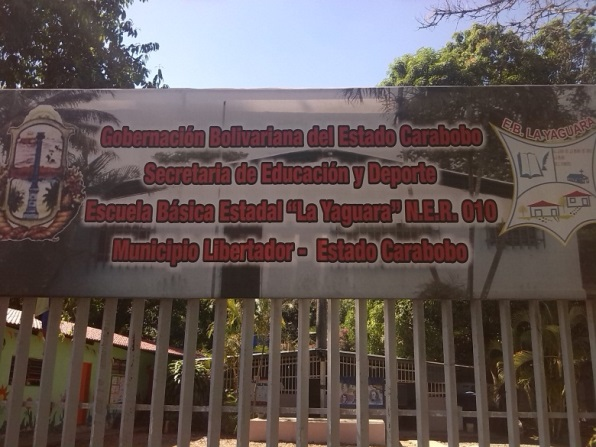 Gobernación Bolivariana del Estado Carabobo
Secretaria de Educación y Deporte
Escuela Básica Estadal "La Yaguara" N.E.R. 010
Municipio Libertador - Estado Carabobo
E.B. LA YAGUARA